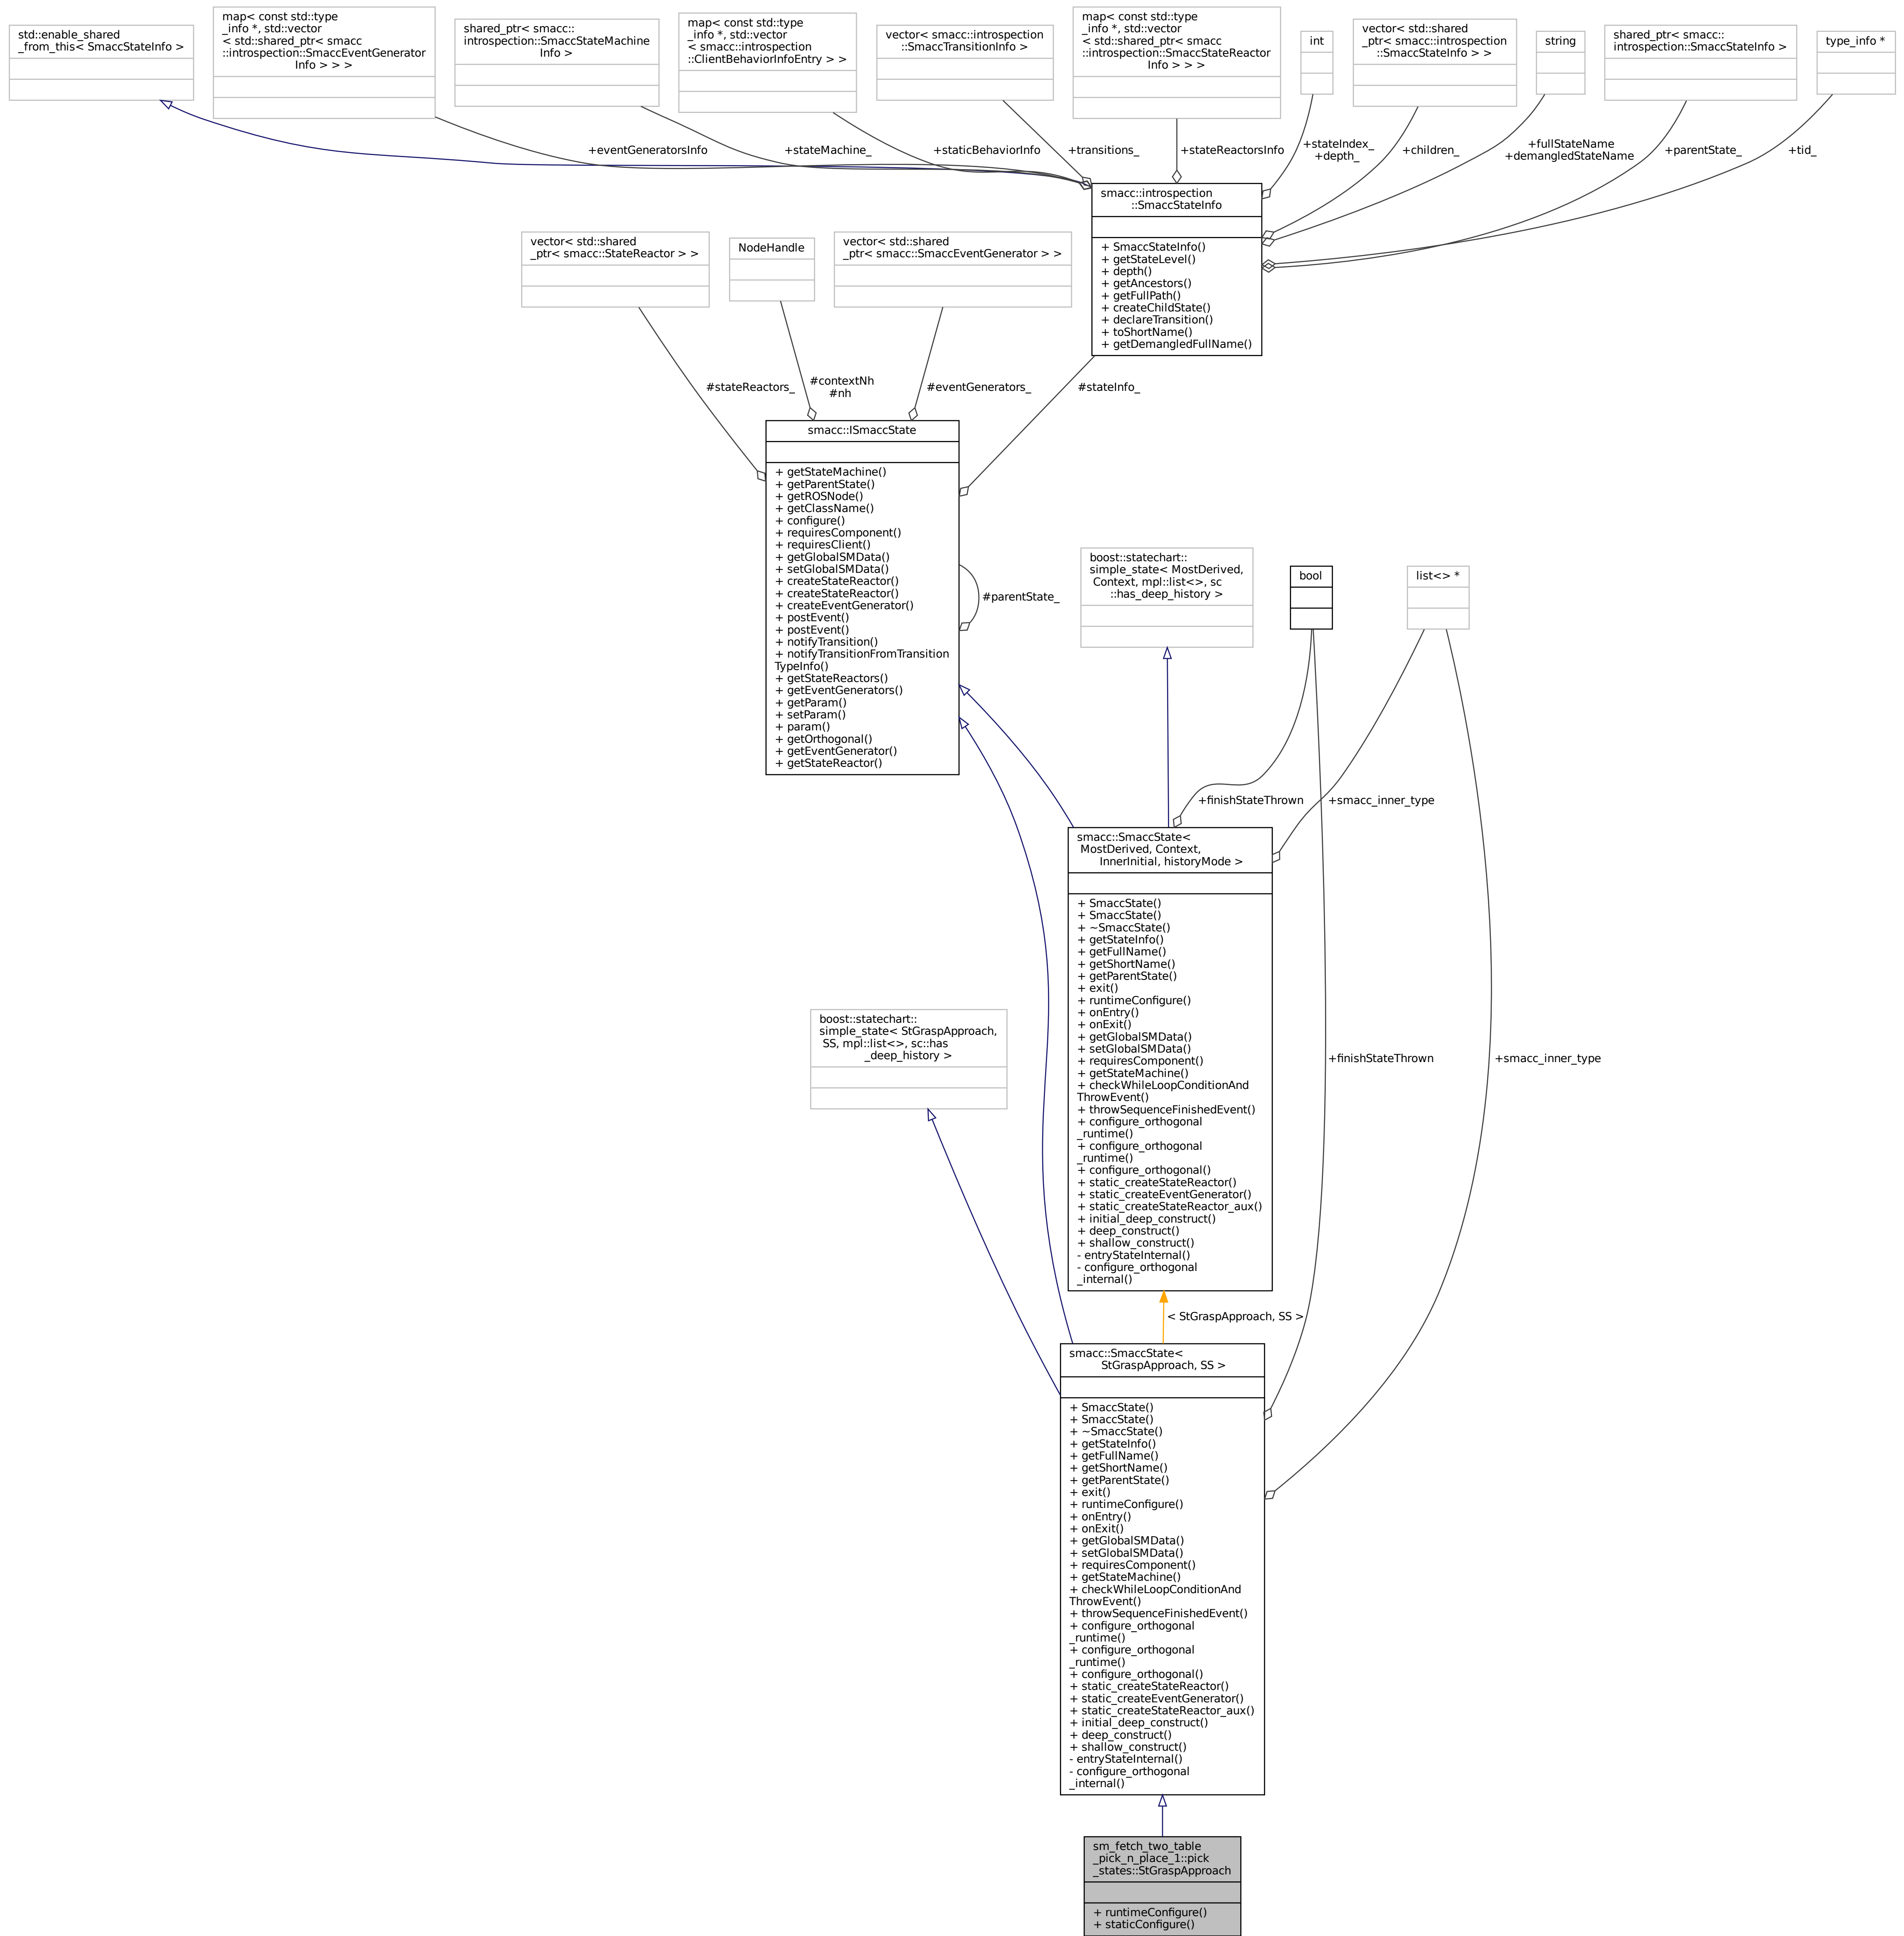 std::enable_shared
_from_this< SmaccStateInfo >
map< const std::type
_info *, std::vector
< std::shared_ptr< smacc
::introspection::SmaccEventGenerator
Info > > >
shared_ptr< smacc::
introspection::SmaccStateMachine
Info >
map< const std::type
_info *, std::vector
< smacc::introspection
::ClientBehaviorInfoEntry > >
vector< smacc::introspection
::SmaccTransitionInfo >
map< const std::type
_info *, std::vector
< std::shared_ptr< smacc
::introspection::SmaccStateReactor
Info > > >
int
vector< std::shared
_ptr< smacc::introspection
::SmaccStateInfo > >
string
shared_ptr< smacc::
introspection::SmaccStateInfo >
type_info *
+eventGeneratorsInfo
+stateMachine_
+staticBehaviorInfo
+transitions_
+stateReactorsInfo
+stateIndex_
+depth_
+children_
+fullStateName
+demangledStateName
+parentState_
+tid_
smacc::introspection
::SmaccStateInfo
+ SmaccStateInfo()
+ getStateLevel()
+ depth()
+ getAncestors()
+ getFullPath()
+ createChildState()
+ declareTransition()
+ toShortName()
+ getDemangledFullName()
vector< std::shared
_ptr< smacc::StateReactor > >
NodeHandle
vector< std::shared
_ptr< smacc::SmaccEventGenerator > >
#stateReactors_
#contextNh
#nh
#eventGenerators_
#stateInfo_
smacc::ISmaccState
+ getStateMachine()
+ getParentState()
+ getROSNode()
+ getClassName()
+ configure()
+ requiresComponent()
+ requiresClient()
+ getGlobalSMData()
+ setGlobalSMData()
+ createStateReactor()
+ createStateReactor()
+ createEventGenerator()
+ postEvent()
+ postEvent()
+ notifyTransition()
+ notifyTransitionFromTransition
TypeInfo()
+ getStateReactors()
+ getEventGenerators()
+ getParam()
+ setParam()
+ param()
+ getOrthogonal()
+ getEventGenerator()
+ getStateReactor()
#parentState_
boost::statechart::
simple_state< MostDerived,
Context, mpl::list<>, sc
::has_deep_history >
bool
list<> *
+finishStateThrown
+smacc_inner_type
smacc::SmaccState<
MostDerived, Context,
InnerInitial, historyMode >
+ SmaccState()
+ SmaccState()
+ ~SmaccState()
+ getStateInfo()
+ getFullName()
+ getShortName()
+ getParentState()
+ exit()
+ runtimeConfigure()
+ onEntry()
+ onExit()
+ getGlobalSMData()
+ setGlobalSMData()
+ requiresComponent()
+ getStateMachine()
+ checkWhileLoopConditionAnd
ThrowEvent()
+ throwSequenceFinishedEvent()
+ configure_orthogonal
_runtime()
+ configure_orthogonal
_runtime()
+ configure_orthogonal()
+ static_createStateReactor()
+ static_createEventGenerator()
+ static_createStateReactor_aux()
+ initial_deep_construct()
+ deep_construct()
+ shallow_construct()
- entryStateInternal()
- configure_orthogonal
_internal()
boost::statechart::
simple_state< StGraspApproach,
SS, mpl::list<>, sc::has
_deep_history >
+finishStateThrown
+smacc_inner_type
< StGraspApproach, SS >
smacc::SmaccState<
StGraspApproach, SS >
+ SmaccState()
+ SmaccState()
+ ~SmaccState()
+ getStateInfo()
+ getFullName()
+ getShortName()
+ getParentState()
+ exit()
+ runtimeConfigure()
+ onEntry()
+ onExit()
+ getGlobalSMData()
+ setGlobalSMData()
+ requiresComponent()
+ getStateMachine()
+ checkWhileLoopConditionAnd
ThrowEvent()
+ throwSequenceFinishedEvent()
+ configure_orthogonal
_runtime()
+ configure_orthogonal
_runtime()
+ configure_orthogonal()
+ static_createStateReactor()
+ static_createEventGenerator()
+ static_createStateReactor_aux()
+ initial_deep_construct()
+ deep_construct()
+ shallow_construct()
- entryStateInternal()
- configure_orthogonal
_internal()
sm_fetch_two_table
_pick_n_place_1::pick
_states::StGraspApproach
+ runtimeConfigure()
+ staticConfigure()